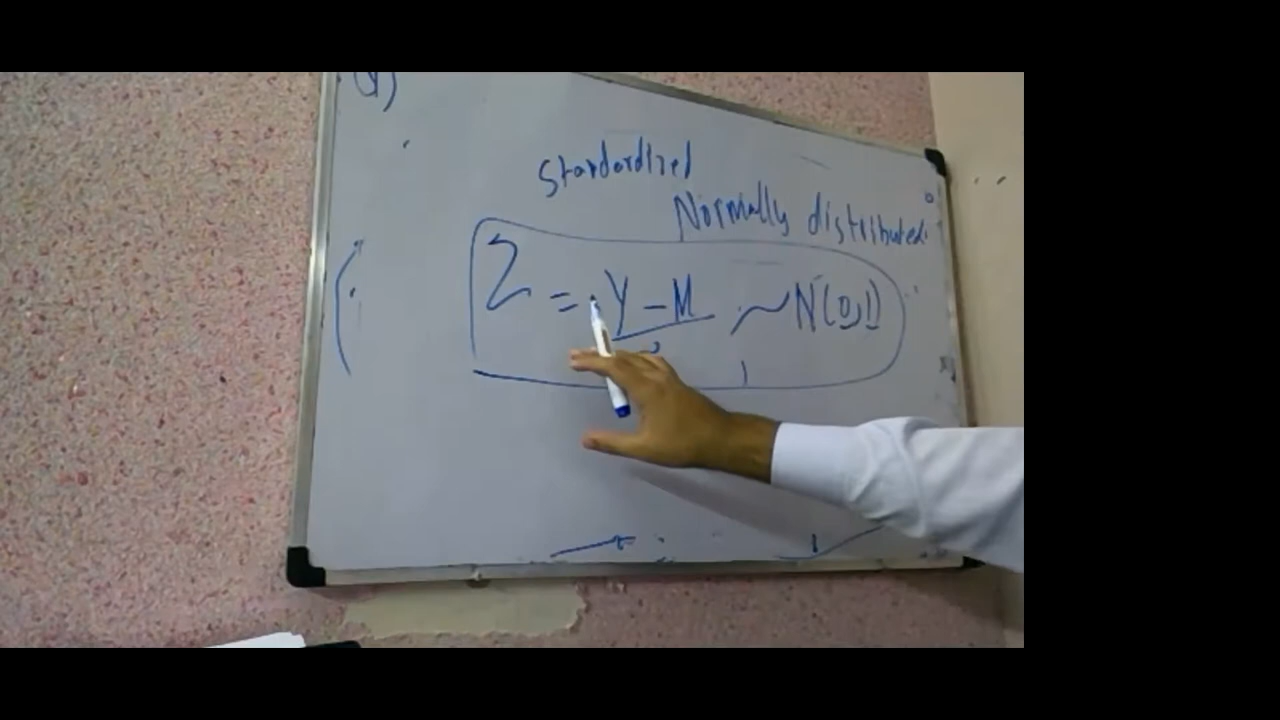 Standardized
Normally distributed
Z = Y - M ~ N(0,1)